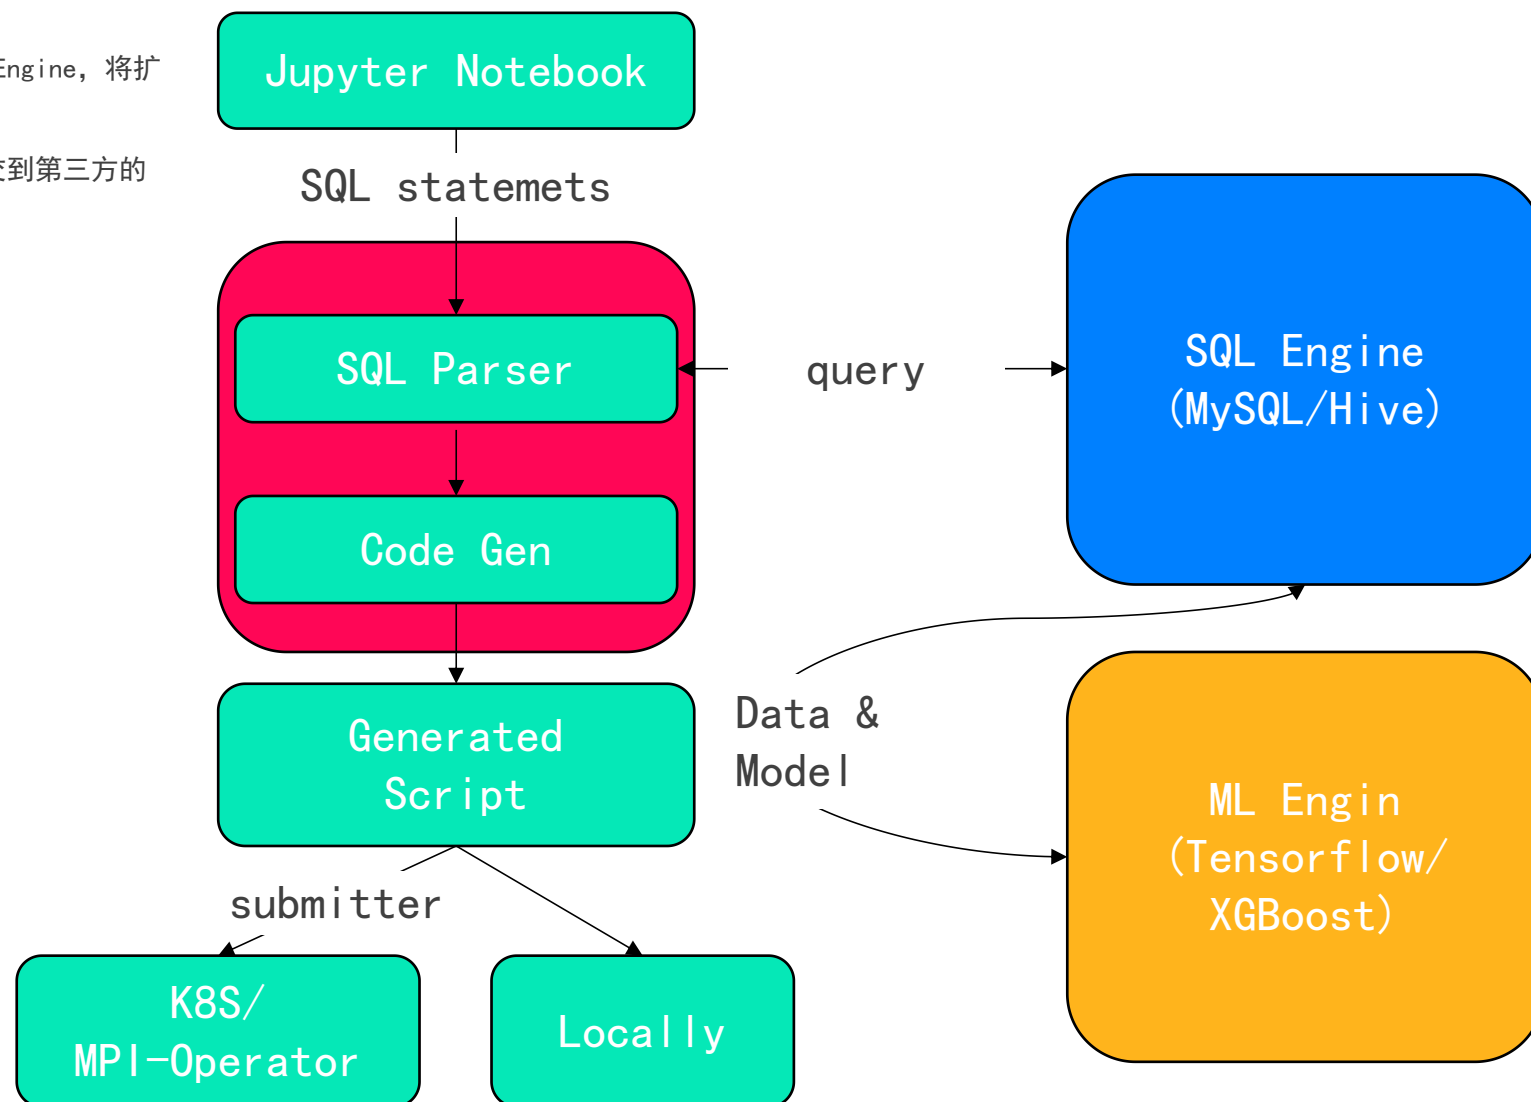 Engine，将扩
到第三方的
Jupyter Notebook
SQL statemets
SQL Parser
query
SQL Engine
(MySQL/Hive)
Code Gen
Generated
Script
Data &
Model
ML Engin
(Tensorflow/
XGBoost)
submitter
K8S/
MPI-Operator
Locally